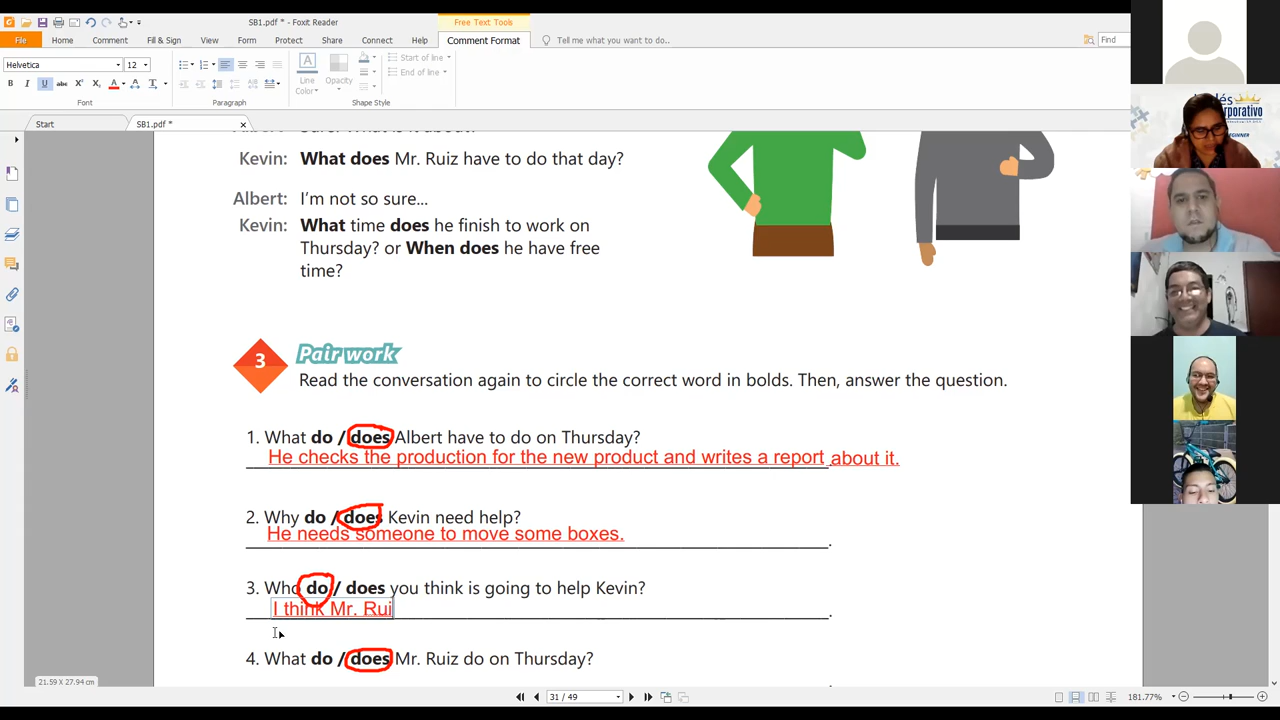 SB1.pdf * - Foxit Reader
Free Text Tools
File Home Comment Fill & Sign View Form Protect Share Connect Help Comment Format Tell me what you want to do.. Find
Helvetica 12 Start of line
End of line
Line Color Opacity
Font Paragraph Shape Style
Start SB1.pdf *
Kevin: What does Mr. Ruiz have to do that day?
Albert: I'm not so sure...
Kevin: What time does he finish to work on
Thursday? or When does he have free
time?
3 Pair work
Read the conversation again to circle the correct word in bolds. Then, answer the question.
1. What do / does Albert have to do on Thursday?
He checks the production for the new product and writes a report about it.
2. Why do / does Kevin need help?
He needs someone to move some boxes.
3. Who do / does you think is going to help Kevin?
I think Mr. Rui
4. What do / does Mr. Ruiz do on Thursday?
21.59 x 27.94 cm
31 / 49 181.77%